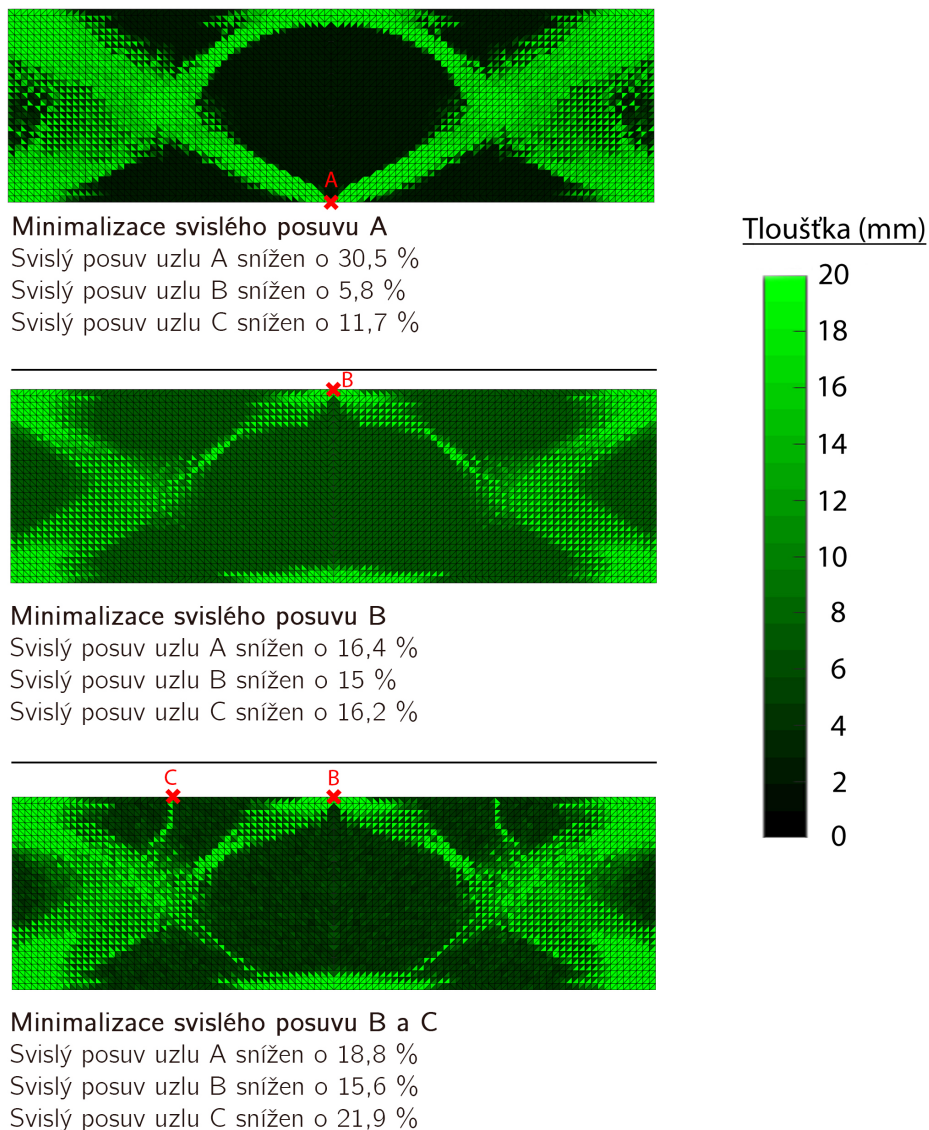 A
Minimalizace svislého posuvu A
Svislý posuv uzlu A snížen o 30,5 %
Svislý posuv uzlu B snížen o 5,8 %
Svislý posuv uzlu C snížen o 11,7 %
B
Minimalizace svislého posuvu B
Svislý posuv uzlu A snížen o 16,4 %
Svislý posuv uzlu B snížen o 15 %
Svislý posuv uzlu C snížen o 16,2 %
C B
Minimalizace svislého posuvu B a C
Svislý posuv uzlu A snížen o 18,8 %
Svislý posuv uzlu B snížen o 15,6 %
Svislý posuv uzlu C snížen o 21,9 %
Tloušťka (mm)
20
18
16
14
12
10
8
6
4
2
0